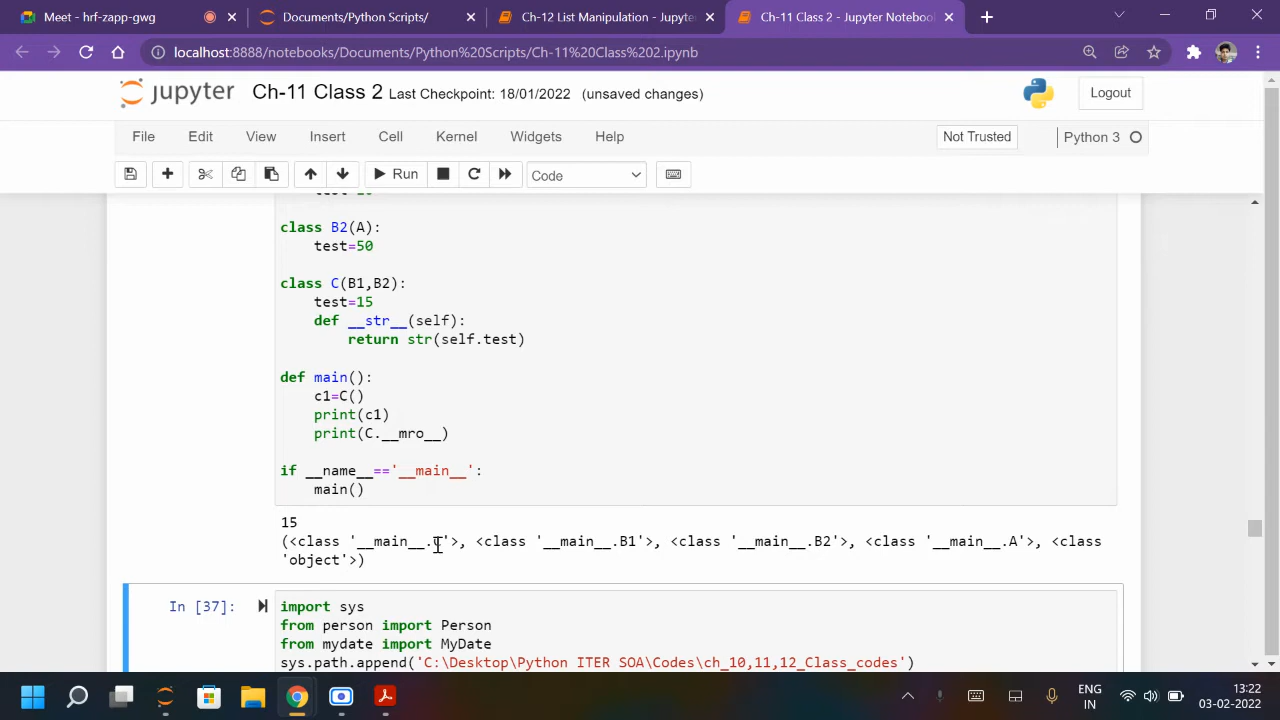 Meet - hrf-zapp-gwg
Documents/Python Scripts/
Ch-12 List Manipulation - Jupyte
Ch-11 Class 2 - Jupyter Notebook
localhost:8888/notebooks/Documents/Python%20Scripts/Ch-11%20Class%202.ipynb
jupyter Ch-11 Class 2 Last Checkpoint: 18/01/2022 (unsaved changes)
Logout
File Edit View Insert Cell Kernel Widgets Help
Not Trusted
Python 3
Run
Code
class B2(A):
    test=50
class C(B1,B2):
    test=15
    def __str__(self):
        return str(self.test)
def main():
    c1=C()
    print(c1)
    print(C.__mro__)
if __name__=='__main__':
    main()
15
(<class '__main__.C'>, <class '__main__.B1'>, <class '__main__.B2'>, <class '__main__.A'>, <class
'object'>)
In [37]:
import sys
from person import Person
from mydate import MyDate
sys.path.append('C:\Desktop\Python ITER SOA\Codes\ch_10,11,12_Class_codes')
ENG
IN
13:22
03-02-2022